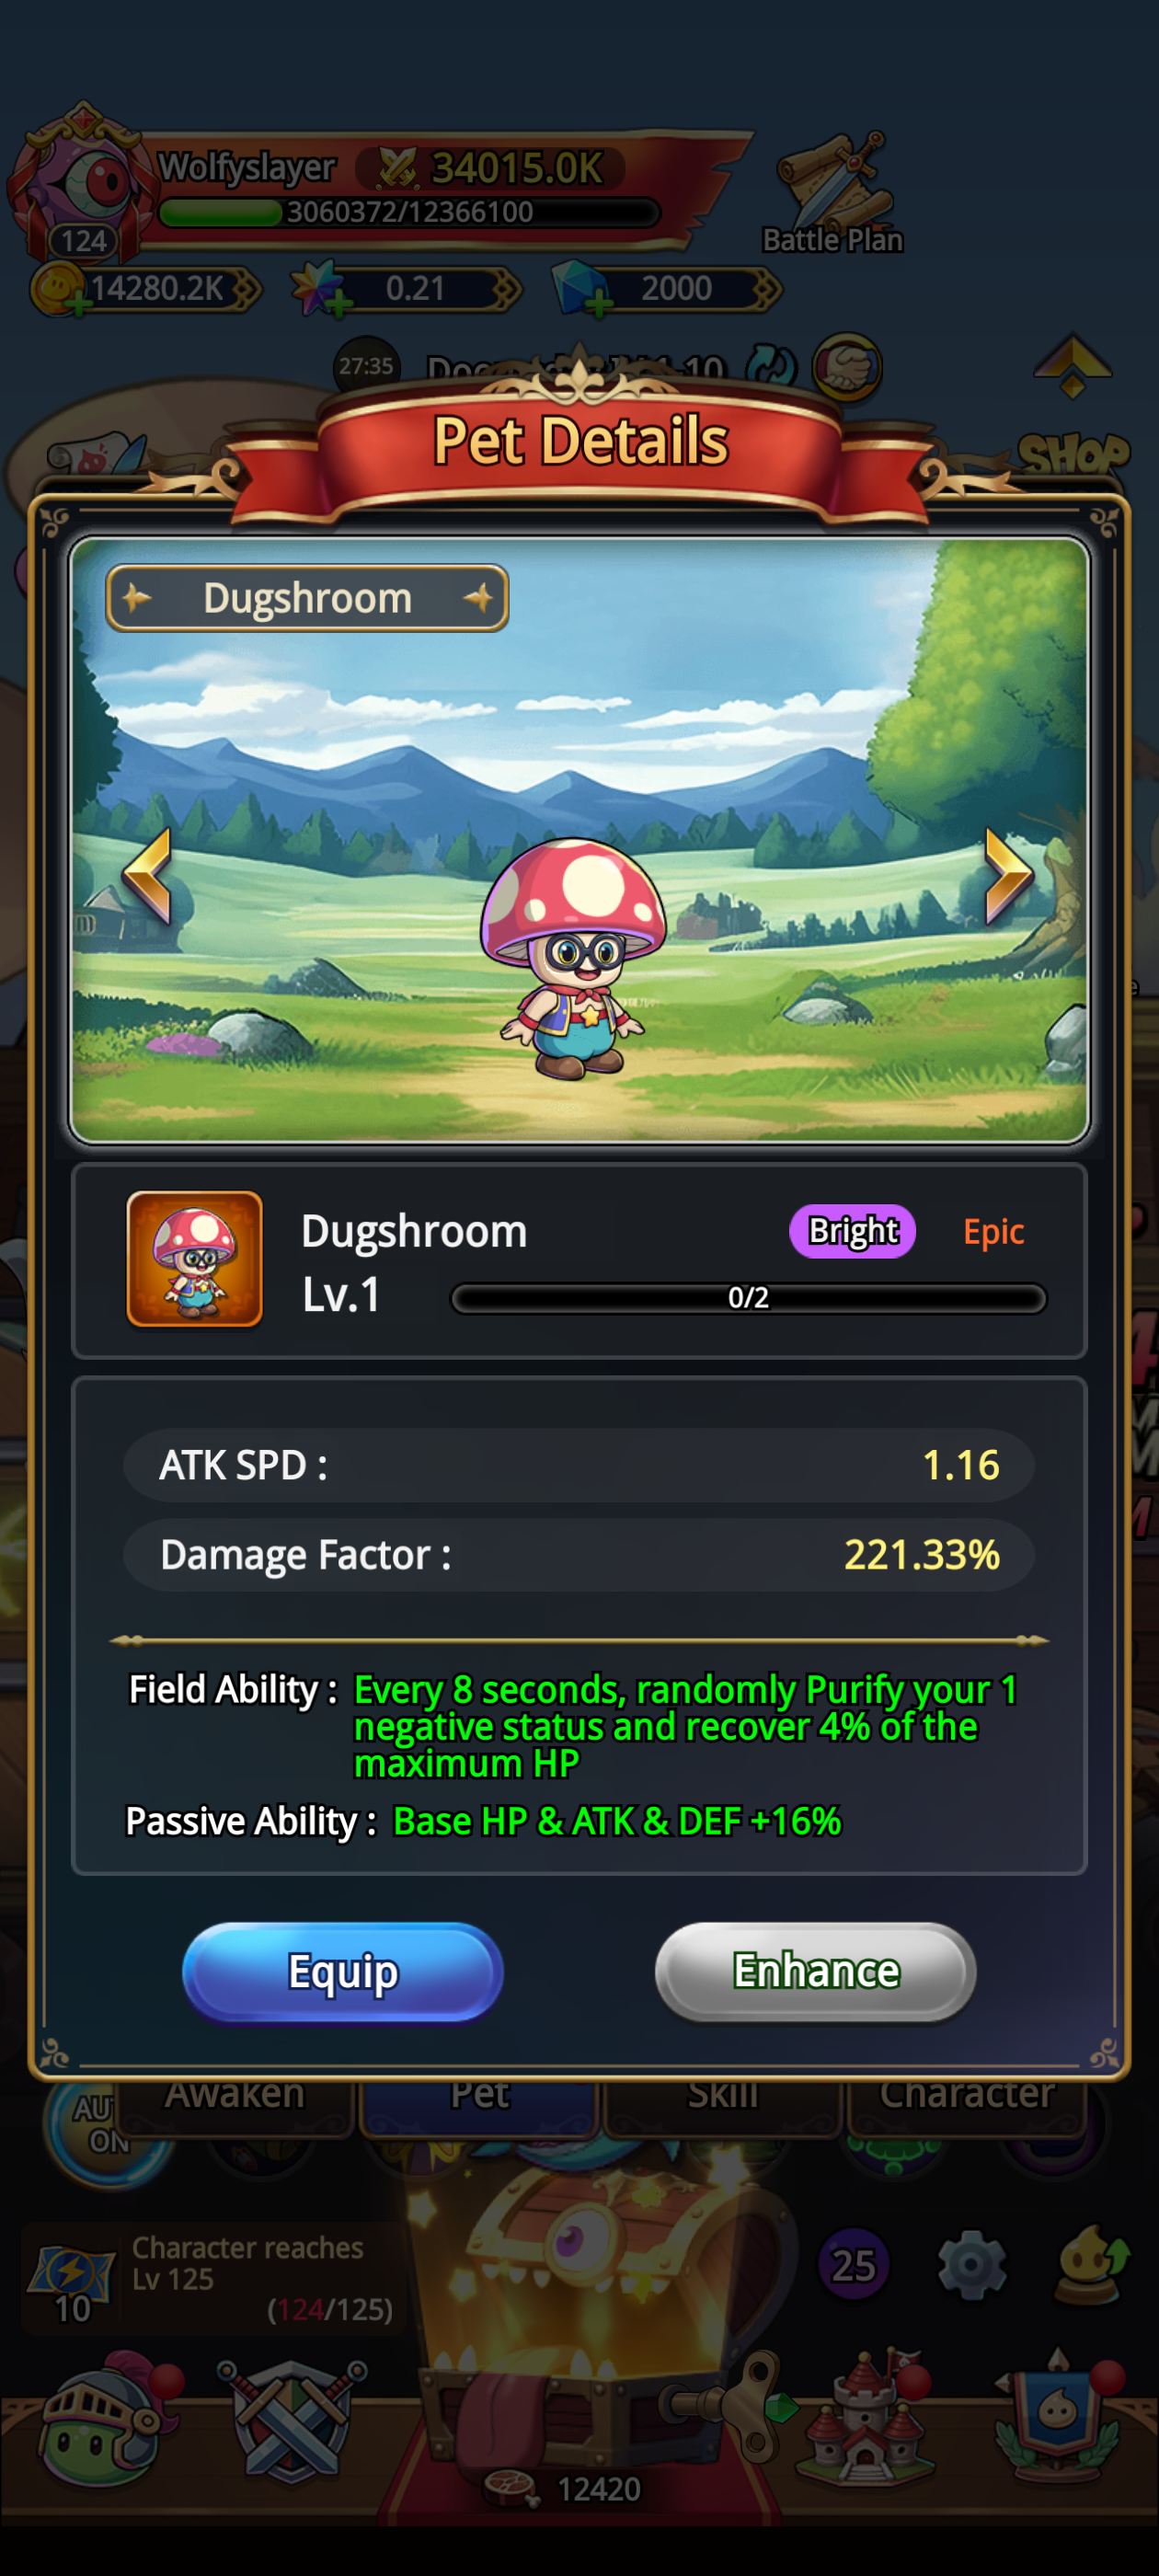 Wolfyslayer
34015.0K
3060372/12366100
124
Battle Plan
14280.2K
0.21
2000
27:35
SHOP
Pet Details
Dugshroom
Dugshroom
Bright
Epic
Lv.1
0/2
ATK SPD :
1.16
Damage Factor :
221.33%
Field Ability : Every 8 seconds, randomly Purify your 1
negative status and recover 4% of the
maximum HP
Passive Ability : Base HP & ATK & DEF +16%
Equip
Enhance
Awaken
Pet
Skill
Character
ON
Character reaches
Lv 125
(124/125)
10
25
12420